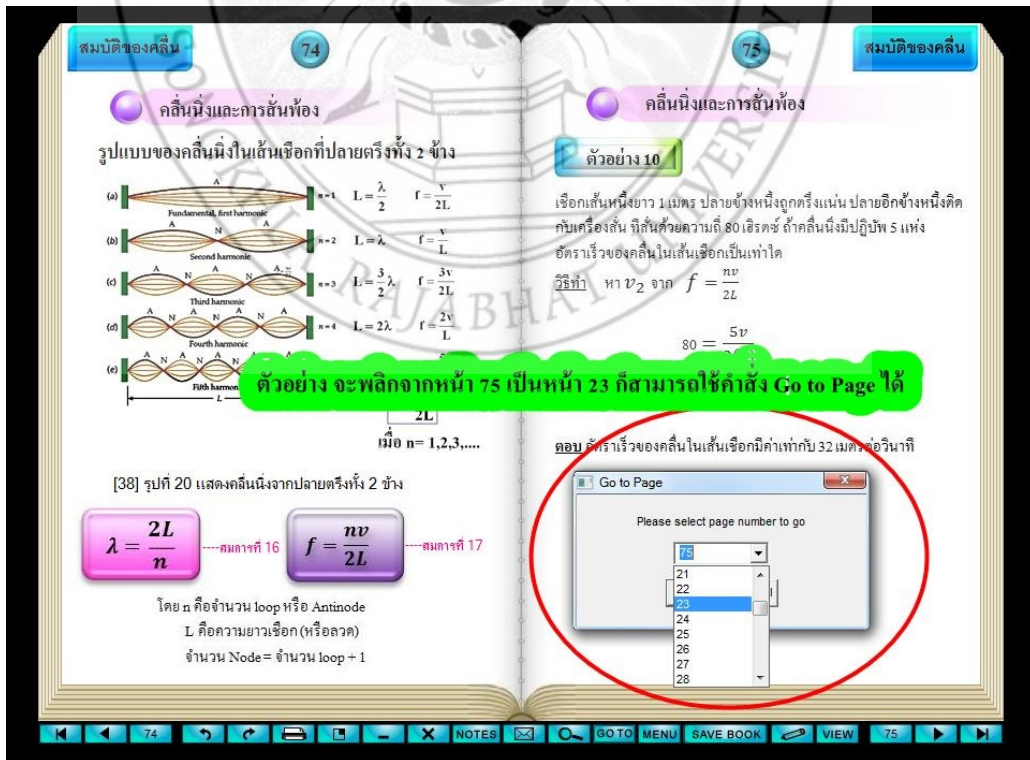 สมบัติของคลื่น
74
คลื่นนิ่งและการสั่นพ้อง
รูปแบบของคลื่นนิ่งในเส้นเชือกที่ปลายตรึงทั้ง 2 ข้าง
(a) A n=1 L = λ/2 f = v/2L
Fundamental, first harmonic
(b) A N A n=2 L = λ f = v/L
Second harmonic
(c) A N A N A n=3 L = 3/2 λ f = 3v/2L
Third harmonic
(d) A N A N A N A n=4 L = 2λ f = 2v/L
Fourth harmonic
(e) A N A N A N
Fifth harmon
L
2L
เมื่อ n= 1,2,3,....
[38] รูปที่ 20 แสดงคลื่นนิ่งจากปลายตรึงทั้ง 2 ข้าง
λ = 2L/n ----สมการที่ 16 f = nv/2L ----สมการที่ 17
โดย n คือจำนวน loop หรือ Antinode
L คือความยาวเชือก (หรือลวด)
จำนวน Node = จำนวน loop + 1
75
สมบัติของคลื่น
คลื่นนิ่งและการสั่นพ้อง
ตัวอย่าง 10
เชือกเส้นหนึ่งยาว 1 เมตร ปลายข้างหนึ่งถูกตรึงแน่น ปลายอีกข้างหนึ่งติด
กับเครื่องสั่น ที่สั่นด้วยความถี่ 80 เฮิรตซ์ ถ้าคลื่นนิ่งมีปฏิบัพ 5 แห่ง
อัตราเร็วของคลื่นในเส้นเชือกเป็นเท่าใด
วิธีทำ หา v₂ จาก f = nv/2L
80 = 5v
ตัวอย่าง จะพลิกจากหน้า 75 เป็นหน้า 23 ก็สามารถใช้คำสั่ง Go to Page ได้
ตอบ อัตราเร็วของคลื่นในเส้นเชือกมีค่าเท่ากับ 32 เมตรต่อวินาที
Go to Page
Please select page number to go
75
21
22
23
24
25
26
27
28
74 NOTES GO TO MENU SAVE BOOK VIEW 75
SONGKHLA RAJABHAT UNIVERSITY